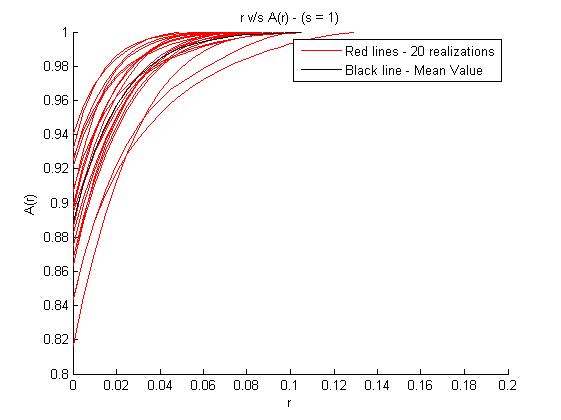 r v/s A(r) - (s = 1)
Red lines - 20 realizations
Black line - Mean Value
A(r)
1
0.98
0.96
0.94
0.92
0.9
0.88
0.86
0.84
0.82
0.8
0 0.02 0.04 0.06 0.08 0.1 0.12 0.14 0.16 0.18 0.2
r